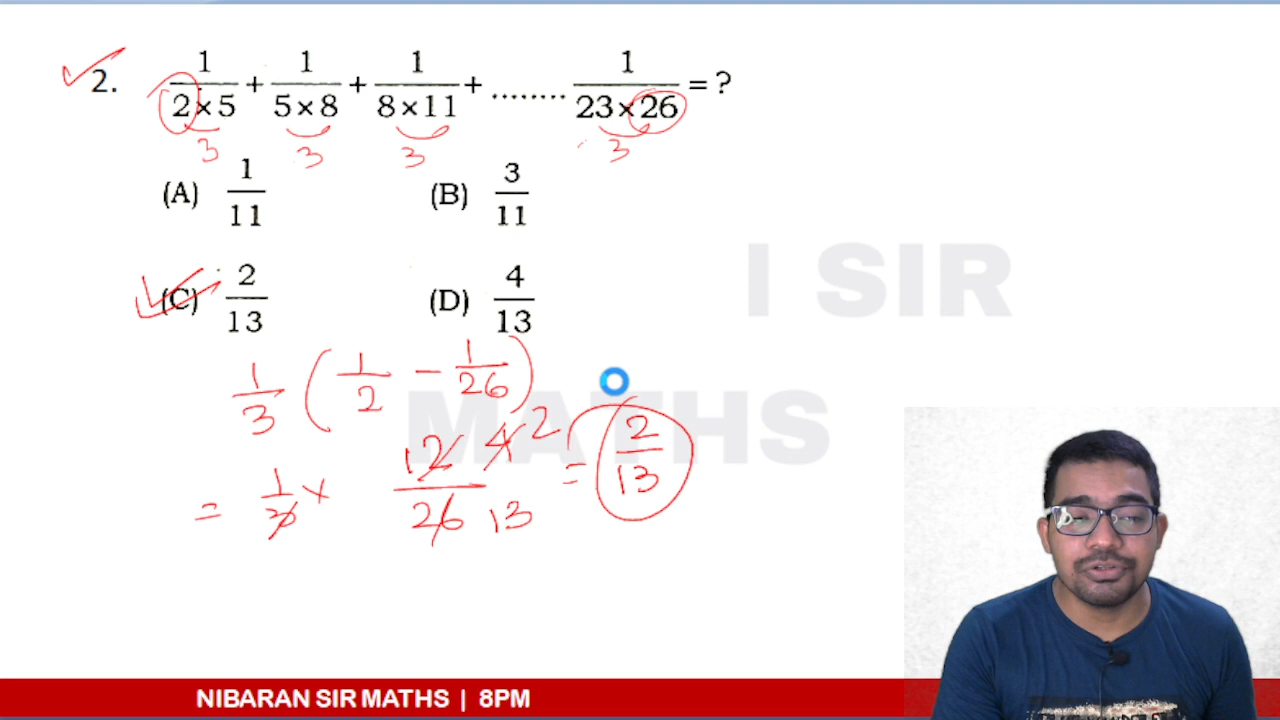 2. 1/2×5 + 1/5×8 + 1/8×11 + ........ 1/23×26 = ?
3 3 3 3
(A) 1/11 (B) 3/11
(C) 2/13 (D) 4/13
I SIR
MATHS
1/3 ( 1/2 - 1/26 )
= 1/3 × 12/26 4 2 13 = 2/13
NIBARAN SIR MATHS | 8PM